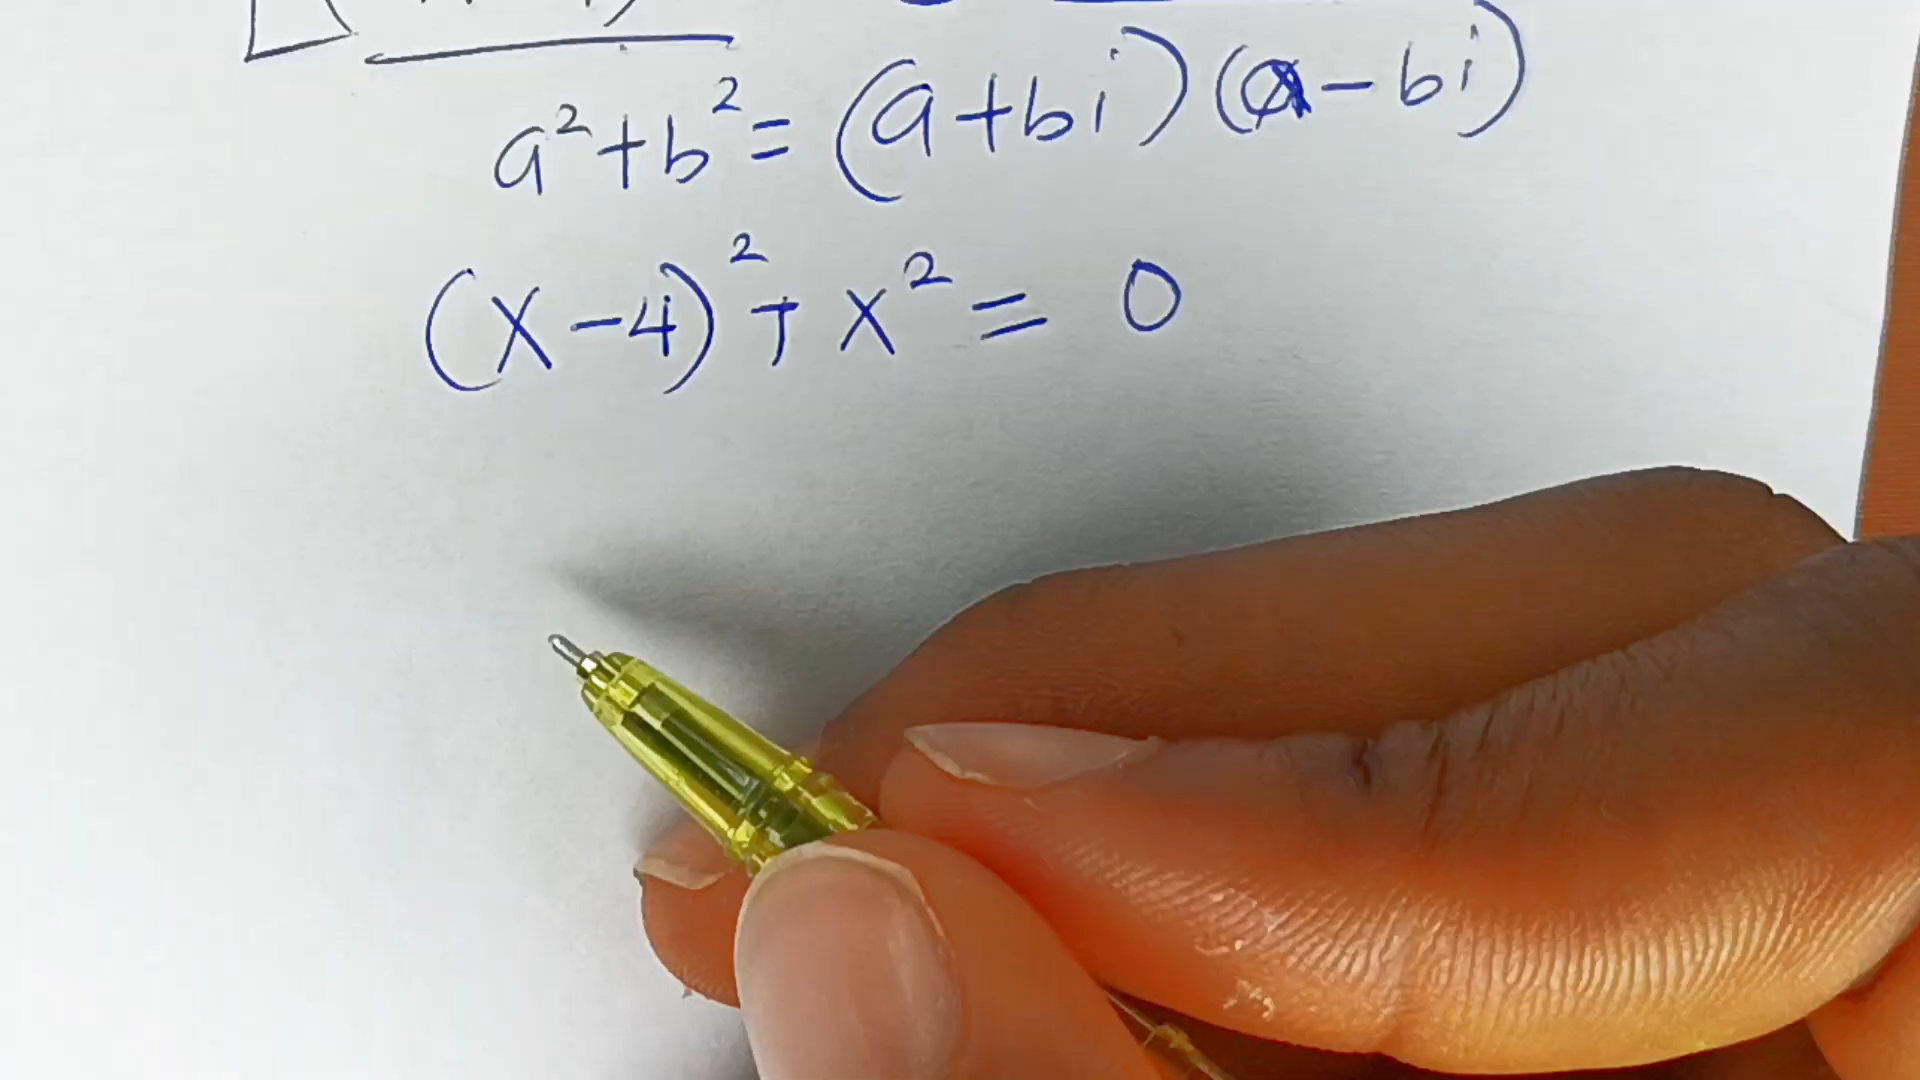 a²+b²= (a+bi)(a-bi)
(x-4)²+ x² = 0